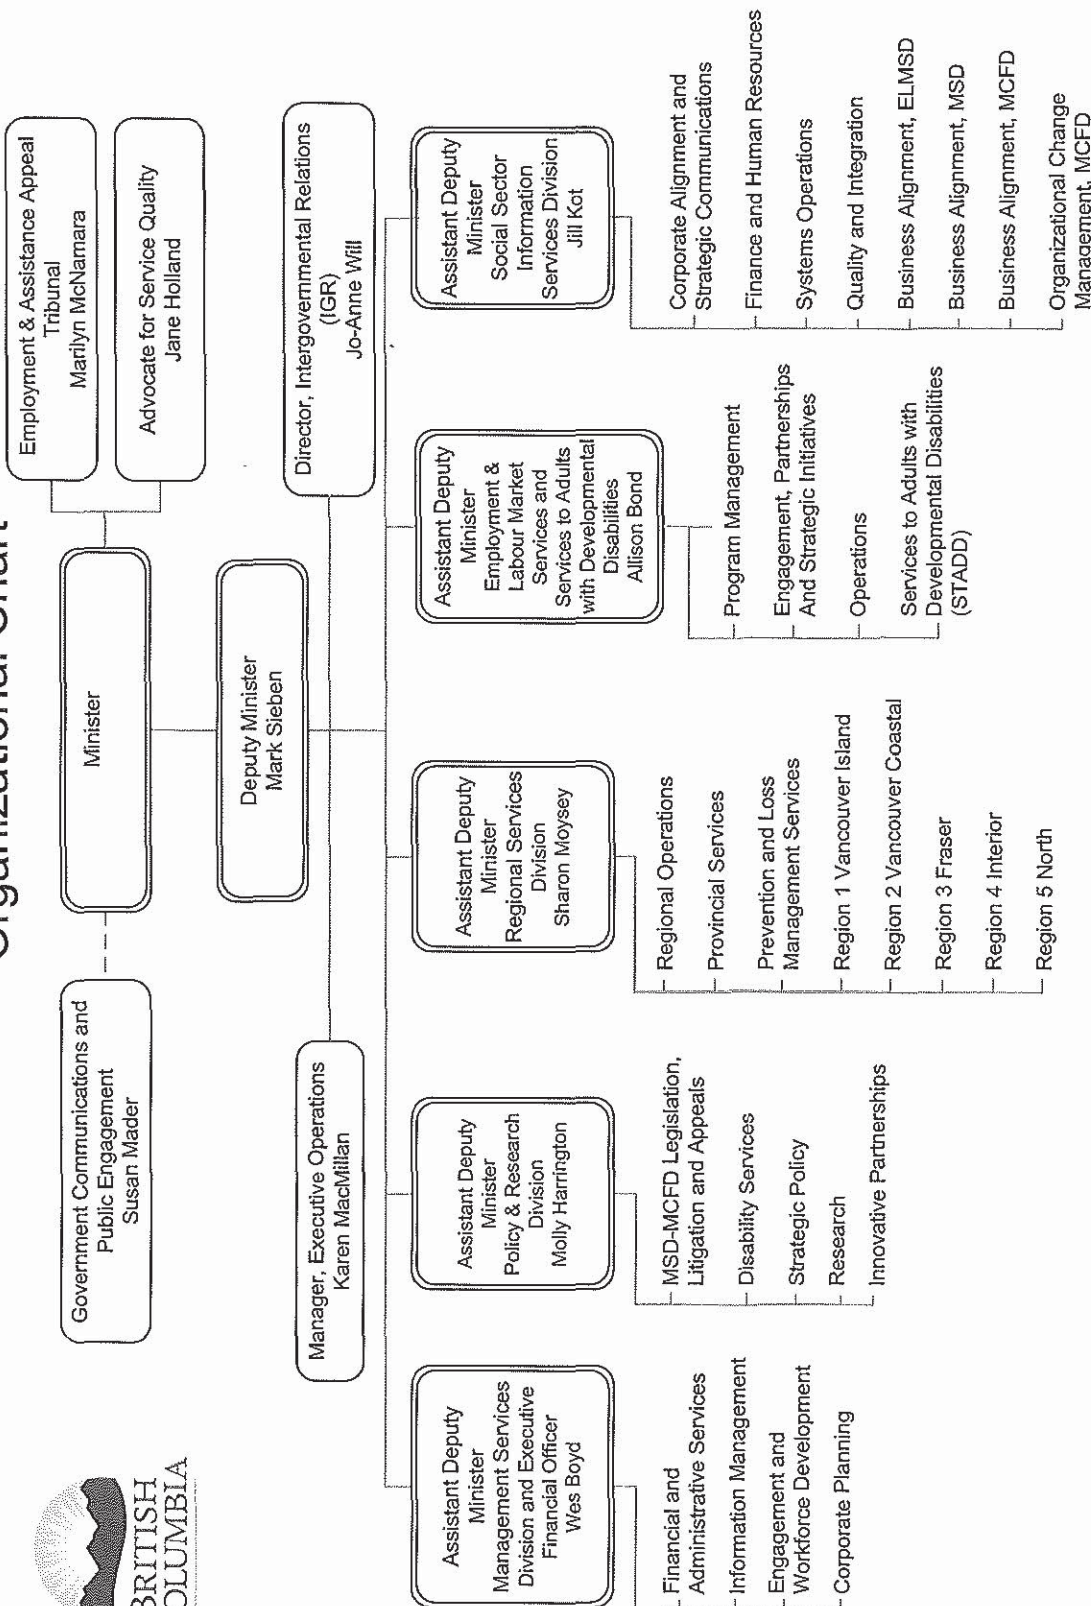 Organizational Chart
BRITISH
COLUMBIA
Government Communications and
Public Engagement
Susan Mader
Minister
Employment & Assistance Appeal
Tribunal
Marilyn McNamara
Advocate for Service Quality
Jane Holland
Deputy Minister
Mark Sieben
Manager, Executive Operations
Karen MacMillan
Director, Intergovernmental Relations
(IGR)
Jo-Anne Will
Assistant Deputy
Minister
Management Services
Division and Executive
Financial Officer
Wes Boyd
Financial and
Administrative Services
Information Management
Engagement and
Workforce Development
Corporate Planning
Assistant Deputy
Minister
Policy & Research
Division
Molly Harrington
MSD-MCFD Legislation,
Litigation and Appeals
Disability Services
Strategic Policy
Research
Innovative Partnerships
Assistant Deputy
Minister
Regional Services
Division
Sharon Moysey
Regional Operations
Provincial Services
Prevention and Loss
Management Services
Region 1 Vancouver Island
Region 2 Vancouver Coastal
Region 3 Fraser
Region 4 Interior
Region 5 North
Assistant Deputy
Minister
Employment &
Labour Market
Services and
Services to Adults
with Developmental
Disabilities
Allison Bond
Program Management
Engagement, Partnerships
And Strategic Initiatives
Operations
Services to Adults with
Developmental Disabilities
(STADD)
Assistant Deputy
Minister
Social Sector
Information
Services Division
Jill Kot
Corporate Alignment and
Strategic Communications
Finance and Human Resources
Systems Operations
Quality and Integration
Business Alignment, ELMSD
Business Alignment, MSD
Business Alignment, MCFD
Organizational Change
Management, MCFD